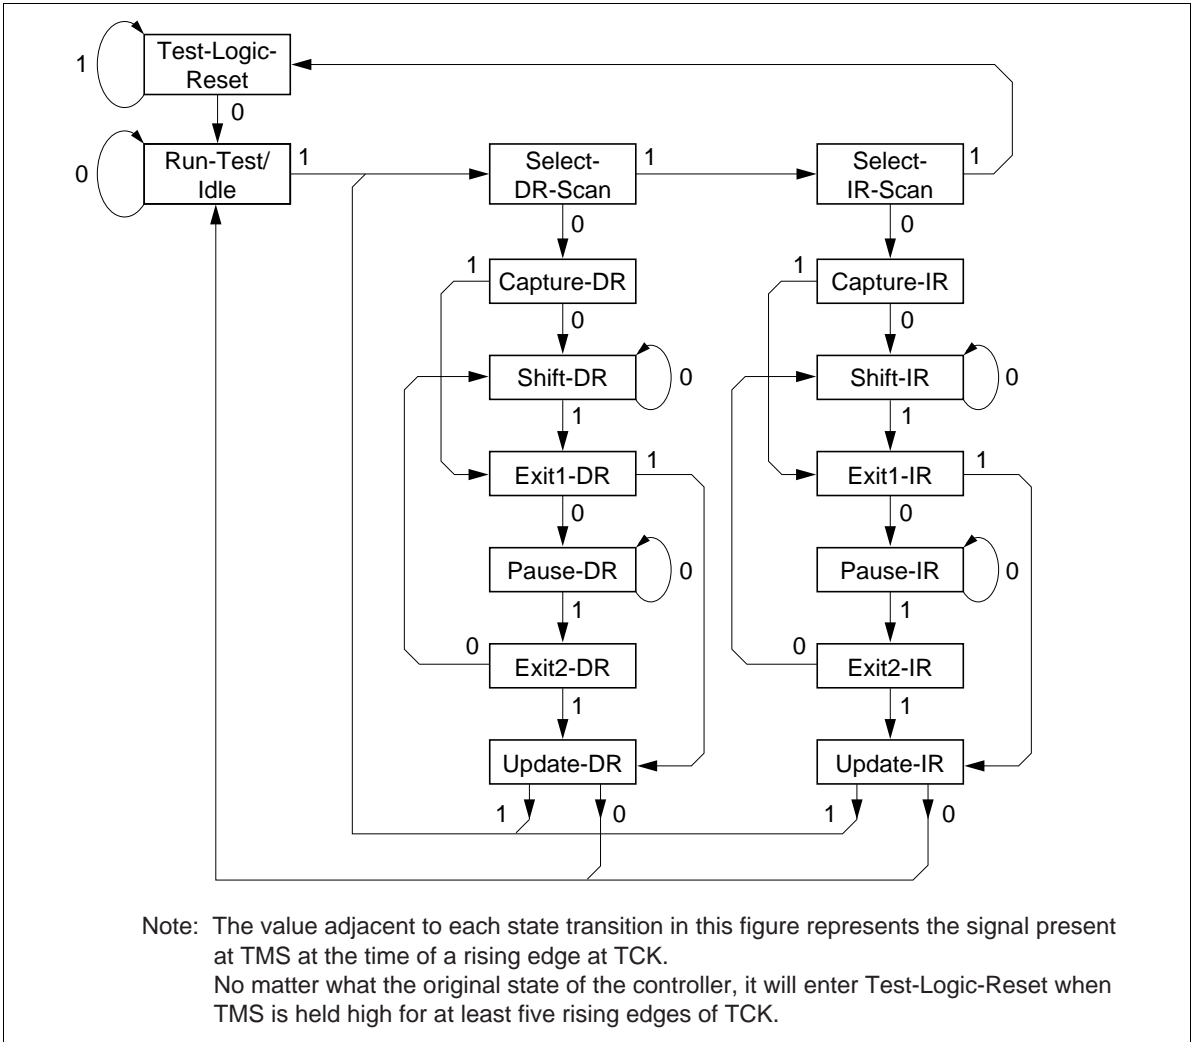 Test-Logic-
Reset
1
0
Run-Test/
Idle
0
1
Select-
DR-Scan
1
Select-
IR-Scan
1
0
0
1
Capture-DR
1
Capture-IR
0
0
Shift-DR
0
Shift-IR
0
1
1
Exit1-DR
1
Exit1-IR
1
0
0
Pause-DR
0
Pause-IR
0
1
1
0
Exit2-DR
0
Exit2-IR
1
1
Update-DR
Update-IR
1
0
1
0
Note: The value adjacent to each state transition in this figure represents the signal present
at TMS at the time of a rising edge at TCK.
No matter what the original state of the controller, it will enter Test-Logic-Reset when
TMS is held high for at least five rising edges of TCK.